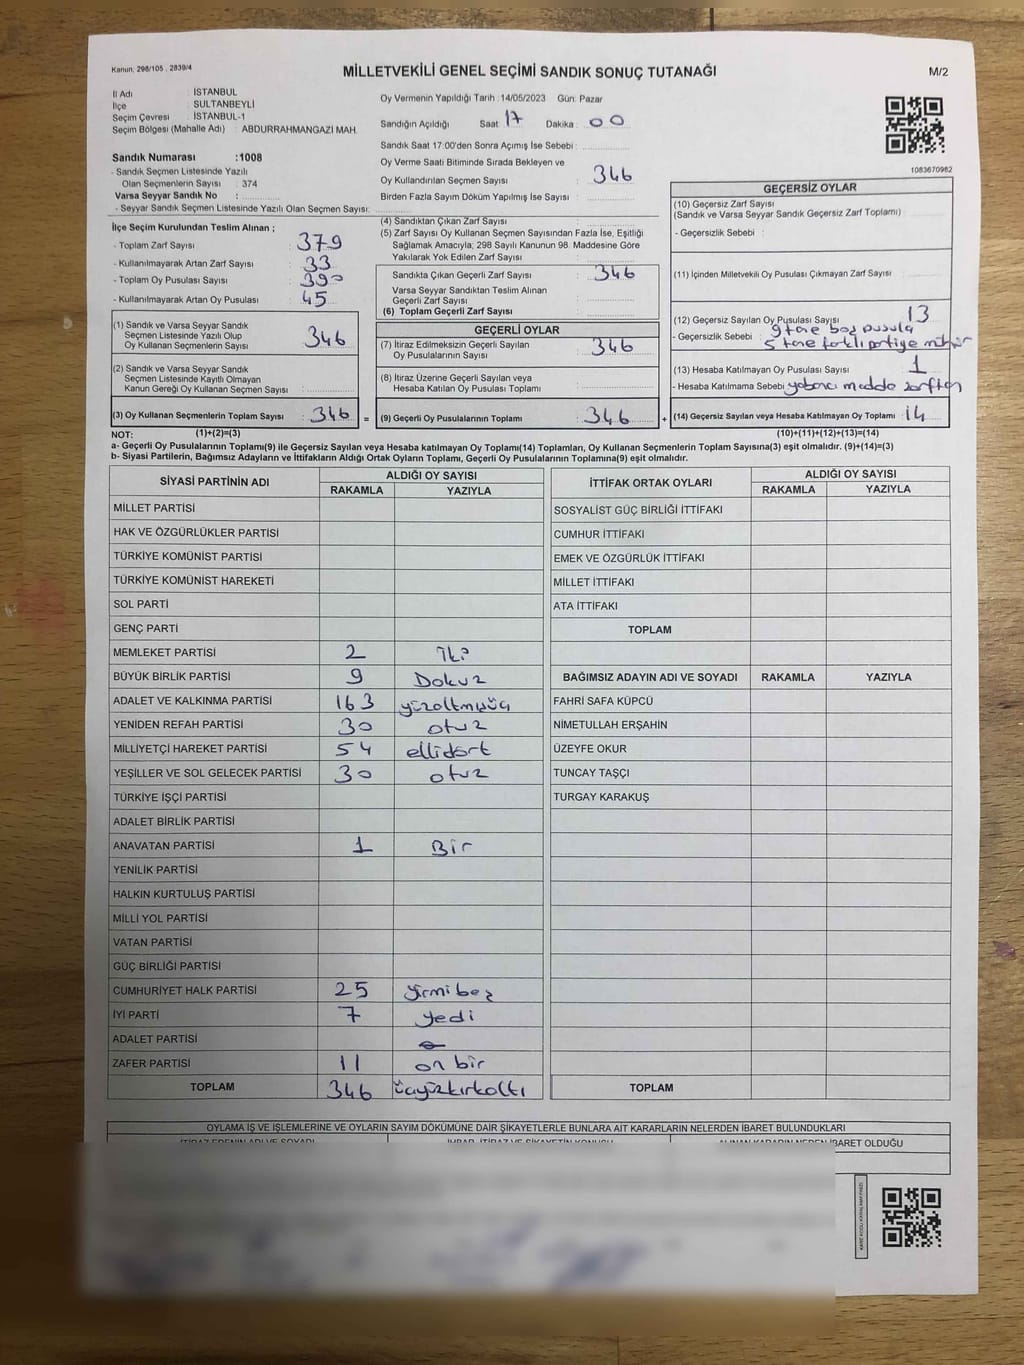 Kanun, 298/105 , 2839/4
MİLLETVEKİLİ GENEL SEÇİMİ SANDIK SONUÇ TUTANAĞI
M/2
İl Adı : İSTANBUL
İlçe : SULTANBEYLİ
Seçim Çevresi : İSTANBUL-1
Seçim Bölgesi (Mahalle Adı) : ABDURRAHMANGAZİ MAH.
Sandık Numarası :1008
- Sandık Seçmen Listesinde Yazılı
Olan Seçmenlerin Sayısı : 374
Varsa Seyyar Sandık No :
- Seyyar Sandık Seçmen Listesinde Yazılı Olan Seçmen Sayısı:
Oy Vermenin Yapıldığı Tarih : 14/05/2023 Gün: Pazar
Sandığın Açıldığı Saat 17 Dakika : 00
Sandık Saat 17:00'den Sonra Açımış İse Sebebi :
Oy Verme Saati Bitiminde Sırada Bekleyen ve
Oy Kullandırılan Seçmen Sayısı : 346
Birden Fazla Sayım Döküm Yapılmış İse Sayısı :
1083670982
İlçe Seçim Kurulundan Teslim Alınan ;
- Toplam Zarf Sayısı : 379
- Kullanılmayarak Artan Zarf Sayısı : 33
- Toplam Oy Pusulası Sayısı : 390
- Kullanılmayarak Artan Oy Pusulası : 45
(1) Sandık ve Varsa Seyyar Sandık
Seçmen Listesinde Yazılı Olup
Oy Kullanan Seçmenlerin Sayısı : 346
(2) Sandık ve Varsa Seyyar Sandık
Seçmen Listesinde Kayıtlı Olmayan
Kanun Gereği Oy Kullanan Seçmen Sayısı :
(3) Oy Kullanan Seçmenlerin Toplam Sayısı : 346 =
(1)+(2)=(3)
(4) Sandıktan Çıkan Zarf Sayısı :
(5) Zarf Sayısı Oy Kullanan Seçmen Sayısından Fazla İse, Eşitliği
Sağlamak Amacıyla; 298 Sayılı Kanunun 98. Maddesine Göre
Yakılarak Yok Edilen Zarf Sayısı :
Sandıkta Çıkan Geçerli Zarf Sayısı : 346
Varsa Seyyar Sandıktan Teslim Alınan
Geçerli Zarf Sayısı :
(6) Toplam Geçerli Zarf Sayısı :
GEÇERLİ OYLAR
(7) İtiraz Edilmeksizin Geçerli Sayılan
Oy Pusulalarının Sayısı : 346
(8) İtiraz Üzerine Geçerli Sayılan veya
Hesaba Katılan Oy Pusulası Toplamı :
(9) Geçerli Oy Pusulalarının Toplamı : 346 +
GEÇERSİZ OYLAR
(10) Geçersiz Zarf Sayısı
(Sandık ve Varsa Seyyar Sandık Geçersiz Zarf Toplamı) :
- Geçersizlik Sebebi :
(11) İçinden Milletvekili Oy Pusulası Çıkmayan Zarf Sayısı :
(12) Geçersiz Sayılan Oy Pusulası Sayısı : 13
- Geçersizlik Sebebi : 9 tane boş pusula
5 tane farklı partiye mühür
(13) Hesaba Katılmayan Oy Pusulası Sayısı : 1
- Hesaba Katılmama Sebebi : yabancı madde zarftan
(14) Geçersiz Sayılan veya Hesaba Katılmayan Oy Toplamı : 14
(10)+(11)+(12)+(13)=(14)
NOT:
a- Geçerli Oy Pusulalarının Toplamı(9) ile Geçersiz Sayılan veya Hesaba katılmayan Oy Toplamı(14) Toplamları, Oy Kullanan Seçmenlerin Toplam Sayısına(3) eşit olmalıdır. (9)+(14)=(3)
b- Siyasi Partilerin, Bağımsız Adayların ve İttifakların Aldığı Ortak Oyların Toplamı, Geçerli Oy Pusulalarının Toplamına(9) eşit olmalıdır.
SİYASİ PARTİNİN ADI ALDIĞI OY SAYISI
RAKAMLA YAZIYLA
MİLLET PARTİSİ
HAK VE ÖZGÜRLÜKLER PARTİSİ
TÜRKİYE KOMÜNİST PARTİSİ
TÜRKİYE KOMÜNİST HAREKETİ
SOL PARTİ
GENÇ PARTİ
MEMLEKET PARTİSİ 2 İki
BÜYÜK BİRLİK PARTİSİ 9 Dokuz
ADALET VE KALKINMA PARTİSİ 163 yüzaltmışüç
YENİDEN REFAH PARTİSİ 30 otuz
MİLLİYETÇİ HAREKET PARTİSİ 54 ellidört
YEŞİLLER VE SOL GELECEK PARTİSİ 30 otuz
TÜRKİYE İŞÇİ PARTİSİ
ADALET BİRLİK PARTİSİ
ANAVATAN PARTİSİ 1 Bir
YENİLİK PARTİSİ
HALKIN KURTULUŞ PARTİSİ
MİLLİ YOL PARTİSİ
VATAN PARTİSİ
GÜÇ BİRLİĞİ PARTİSİ
CUMHURİYET HALK PARTİSİ 25 yirmibeş
İYİ PARTİ 7 yedi
ADALET PARTİSİ
ZAFER PARTİSİ 11 on bir
TOPLAM 346 üçyüzkırkaltı
İTTİFAK ORTAK OYLARI ALDIĞI OY SAYISI
RAKAMLA YAZIYLA
SOSYALİST GÜÇ BİRLİĞİ İTTİFAKI
CUMHUR İTTİFAKI
EMEK VE ÖZGÜRLÜK İTTİFAKI
MİLLET İTTİFAKI
ATA İTTİFAKI
TOPLAM
BAĞIMSIZ ADAYIN ADI VE SOYADI RAKAMLA YAZIYLA
FAHRİ SAFA KÜPCÜ
NİMETULLAH ERŞAHİN
ÜZEYFE OKUR
TUNCAY TAŞÇI
TURGAY KARAKUŞ
TOPLAM
OYLAMA İŞ VE İŞLEMLERİNE VE OYLARIN SAYIM DÖKÜMÜNE DAİR ŞİKAYETLERLE BUNLARA AİT KARARLARIN NELERDEN İBARET BULUNDUKLARI
İTİRAZ EDENİN ADI VE SOYADI İHBAR, İTİRAZ VE ŞİKAYETİN KONUSU ALINAN KARARIN NEDEN İBARET OLDUĞU